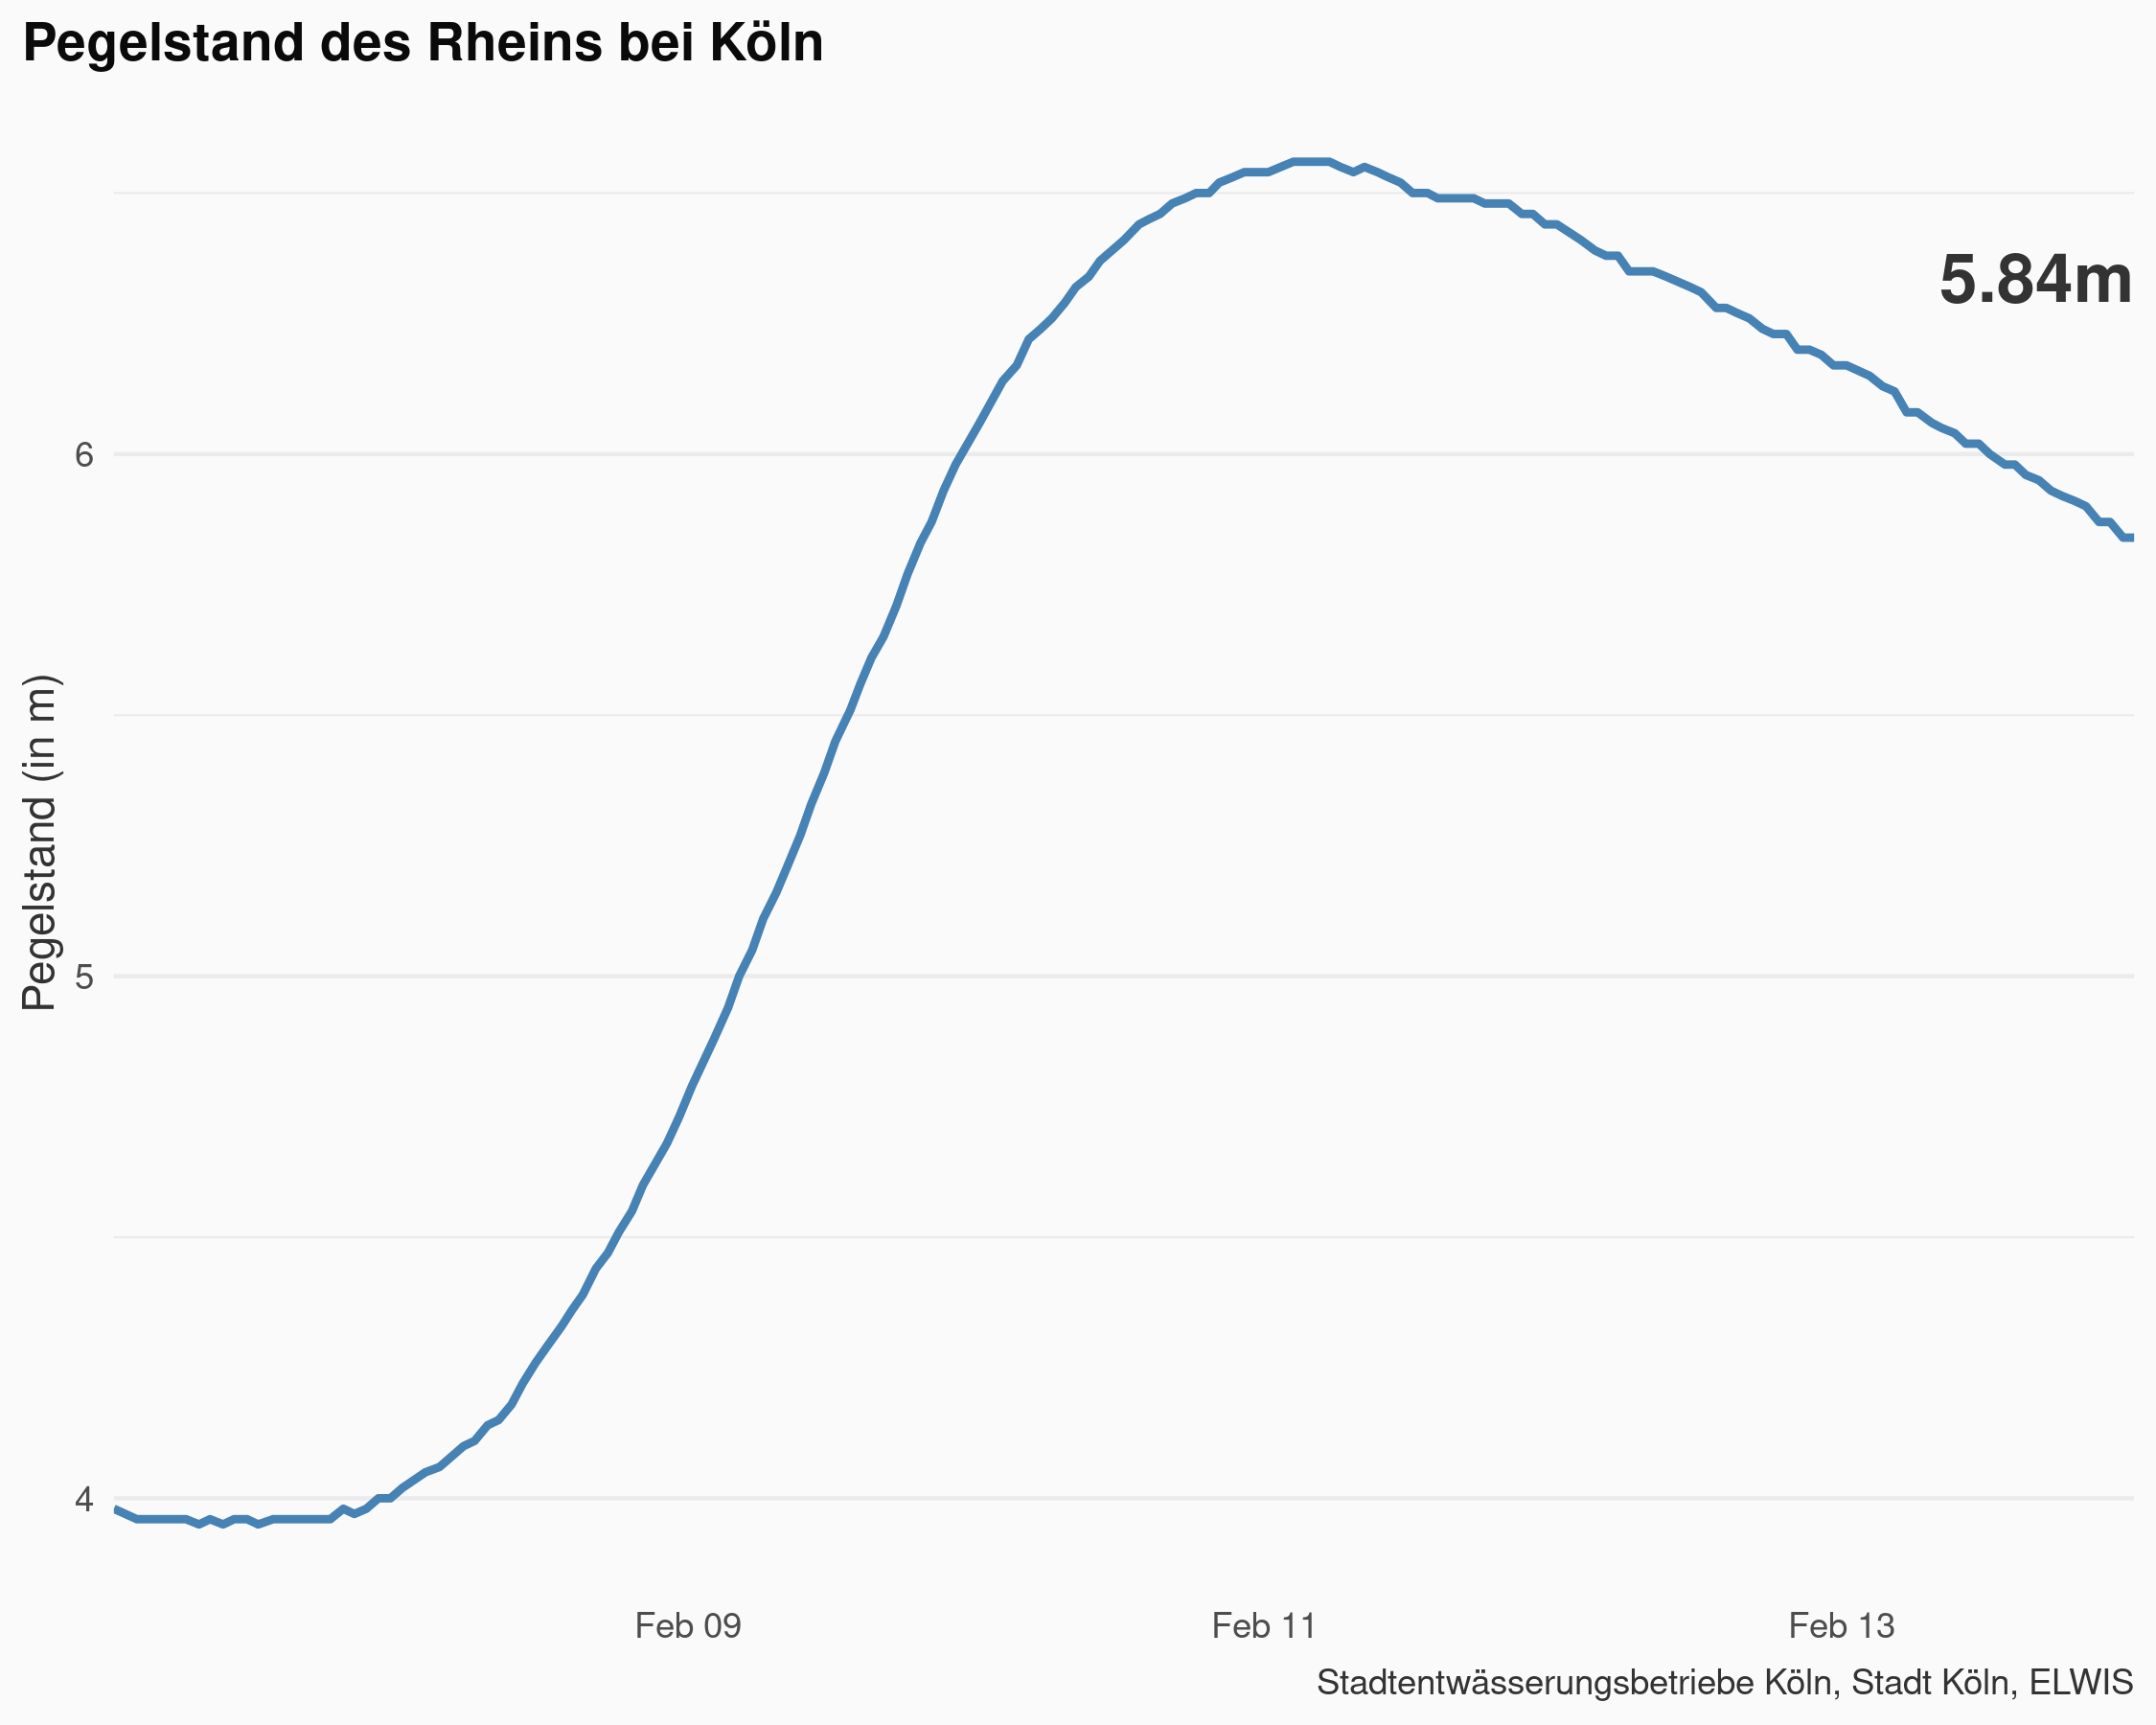 Pegelstand des Rheins bei Köln
5.84m
Pegelstand (in m)
6
5
4
Feb 09
Feb 11
Feb 13
Stadtentwässerungsbetriebe Köln, Stadt Köln, ELWIS